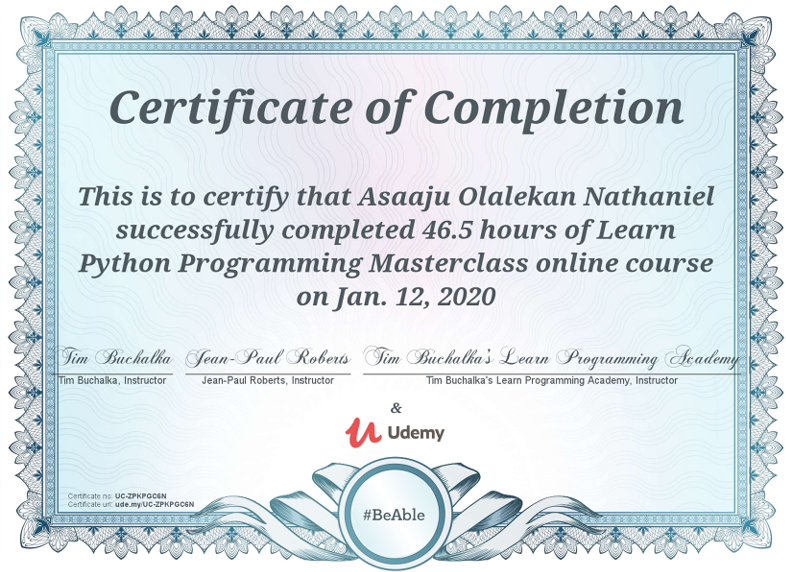 Certificate of Completion
This is to certify that Asaaju Olalekan Nathaniel
successfully completed 46.5 hours of Learn
Python Programming Masterclass online course
on Jan. 12, 2020
Tim Buchalka Jean-Paul Roberts Tim Buchalka's Learn Programming Academy
Tim Buchalka, Instructor Jean-Paul Roberts, Instructor Tim Buchalka's Learn Programming Academy, Instructor
&
Udemy
Certificate no: UC-ZPKPGC6N
Certificate url: ude.my/UC-ZPKPGC6N
#BeAble